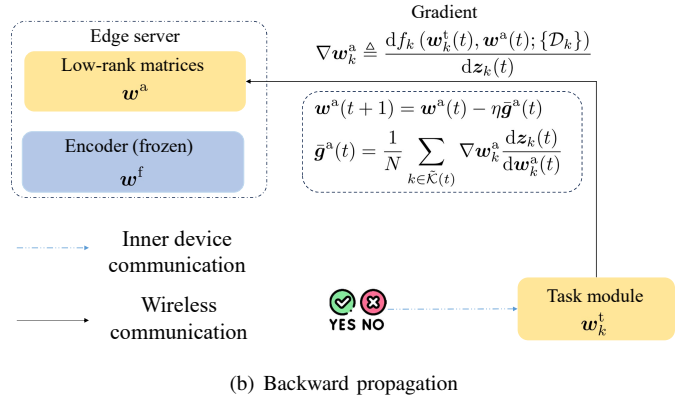 Gradient
∇w_k^a ≜ df_k (w_k^t(t), w^a(t); {D_k}) / dz_k(t)
Edge server
Low-rank matrices
w^a
w^a(t+1) = w^a(t) − ηḡ^a(t)
ḡ^a(t) = 1/N ∑_{k∈K̃(t)} ∇w_k^a dz_k(t)/dw_k^a(t)
Encoder (frozen)
w^f
Inner device
communication
Wireless
communication
YES NO
Task module
w_k^t
(b) Backward propagation